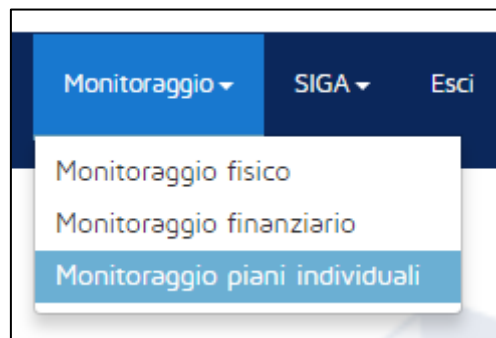 Monitoraggio SIGA Esci
Monitoraggio fisico
Monitoraggio finanziario
Monitoraggio piani individuali